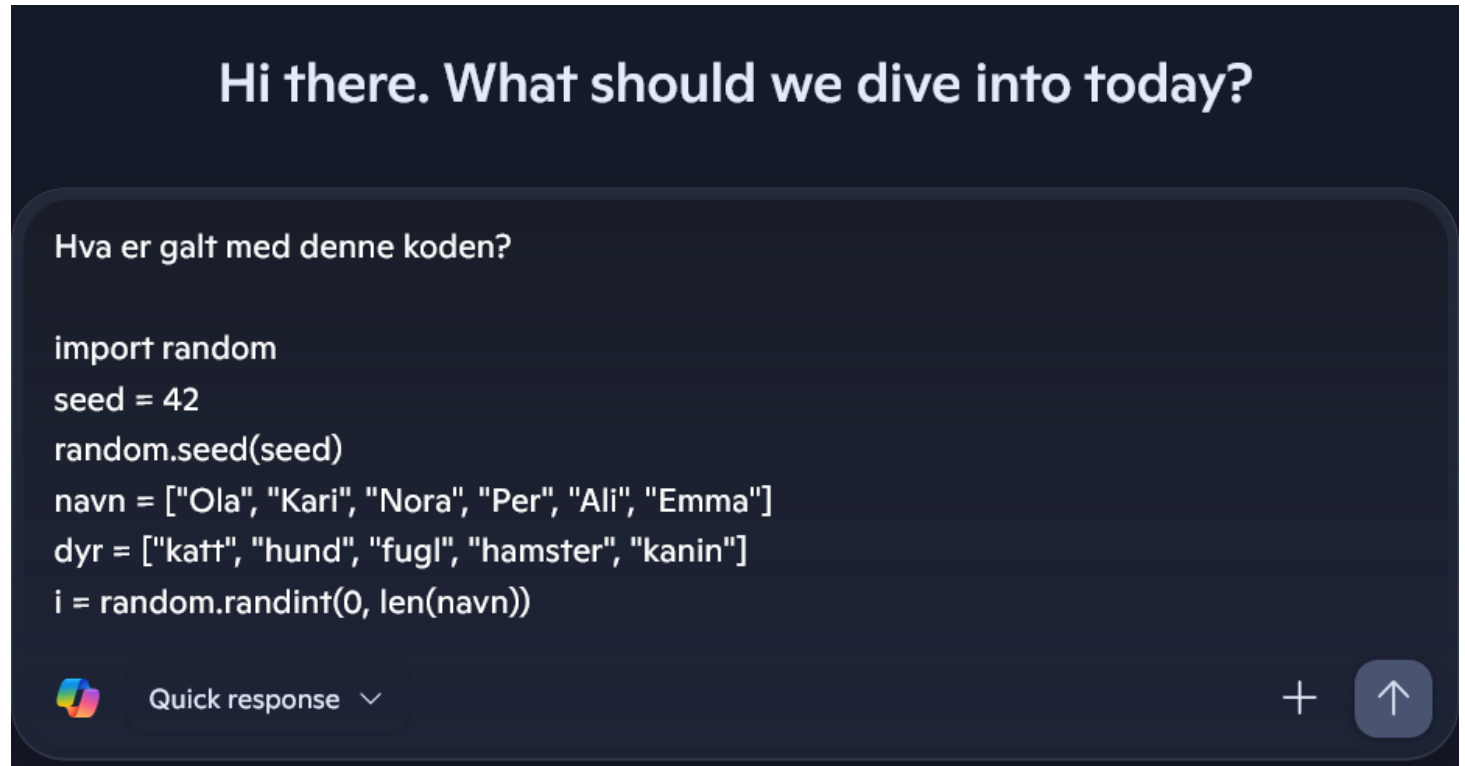 Hi there. What should we dive into today?
Hva er galt med denne koden?
import random
seed = 42
random.seed(seed)
navn = ["Ola", "Kari", "Nora", "Per", "Ali", "Emma"]
dyr = ["katt", "hund", "fugl", "hamster", "kanin"]
i = random.randint(0, len(navn))
Quick response